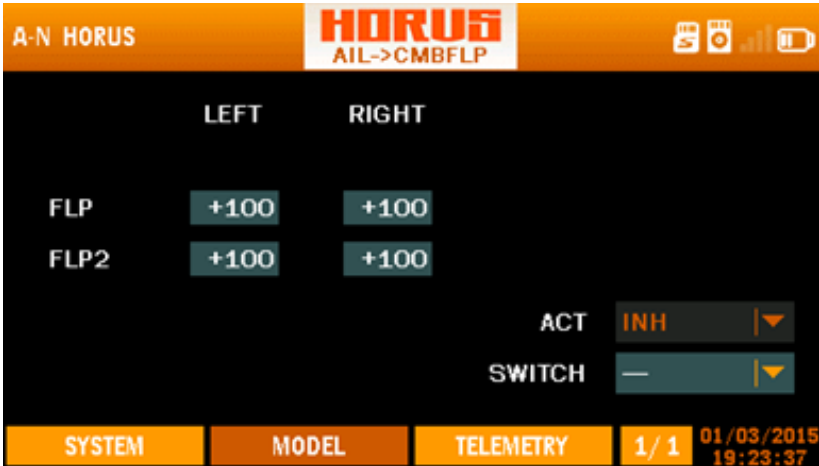 A-N HORUS
HORUS
AIL->CMBFLP
LEFT RIGHT
FLP +100 +100
FLP2 +100 +100
ACT INH
SWITCH —
SYSTEM MODEL TELEMETRY 1/1 01/03/2015
19:23:37